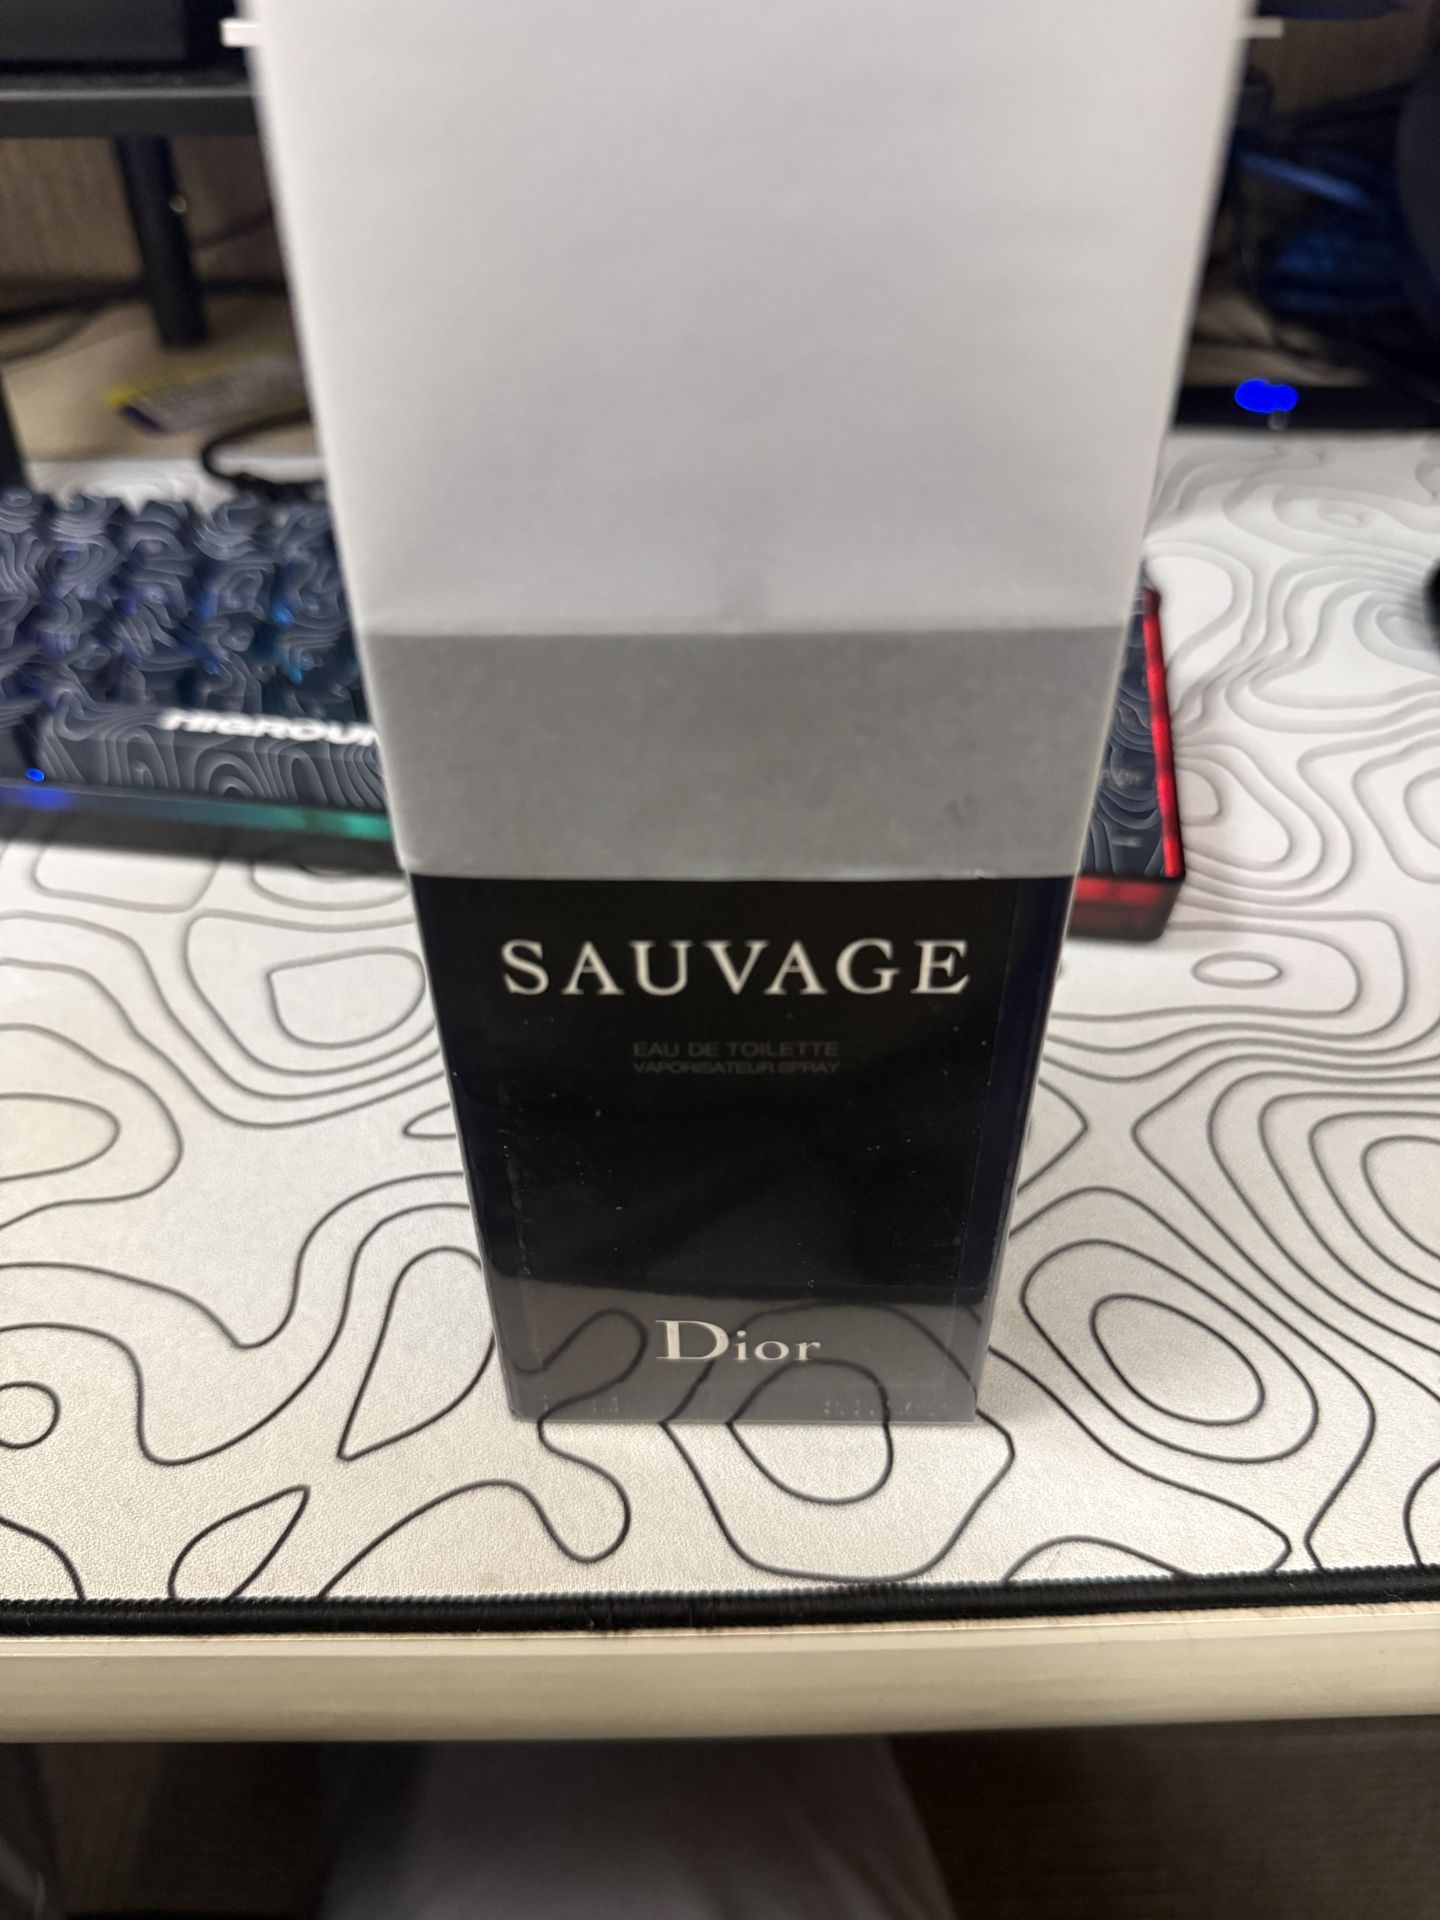 SAUVAGE
EAU DE TOILETTE
VAPORISATEUR SPRAY
Dior